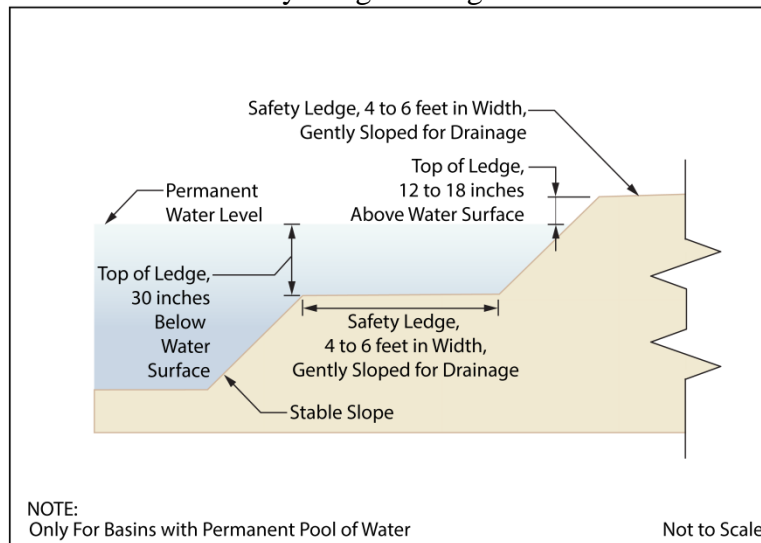 Safety Ledge, 4 to 6 feet in Width,
Gently Sloped for Drainage
Top of Ledge,
12 to 18 inches
Above Water Surface
Permanent
Water Level
Top of Ledge,
30 inches
Below
Water
Surface
Safety Ledge,
4 to 6 feet in Width,
Gently Sloped for Drainage
Stable Slope
NOTE:
Only For Basins with Permanent Pool of Water
Not to Scale